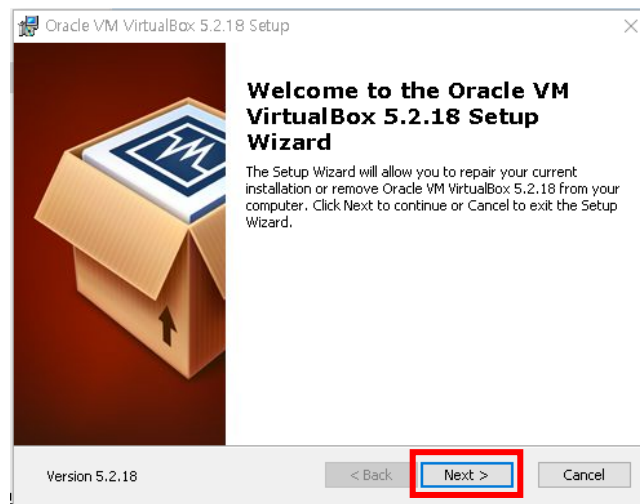 Oracle VM VirtualBox 5.2.18 Setup
Welcome to the Oracle VM
VirtualBox 5.2.18 Setup
Wizard
The Setup Wizard will allow you to repair your current
installation or remove Oracle VM VirtualBox 5.2.18 from your
computer. Click Next to continue or Cancel to exit the Setup
Wizard.
Version 5.2.18
< Back
Next >
Cancel